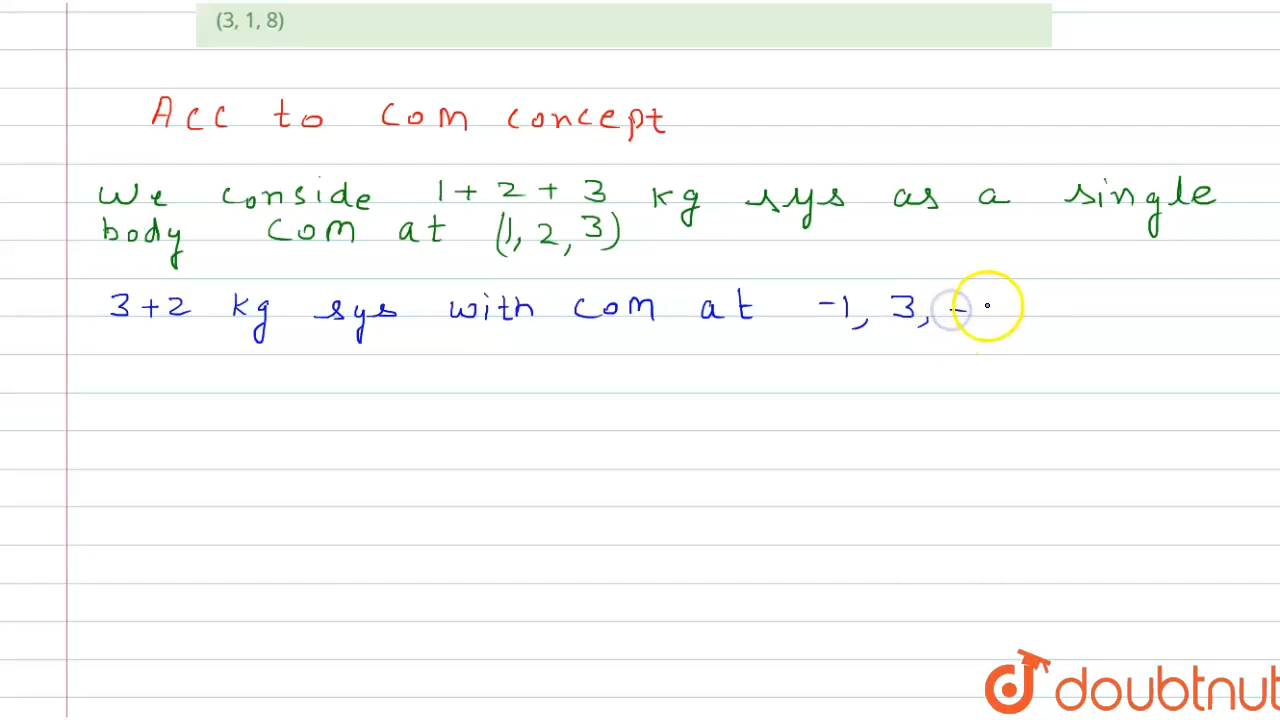 (3, 1, 8)
Acc to COM concept
We conside 1 + 2 + 3 kg sys as a single
body COM at (1, 2, 3)
3 + 2 kg sys with COM at -1, 3, -
doubtnut